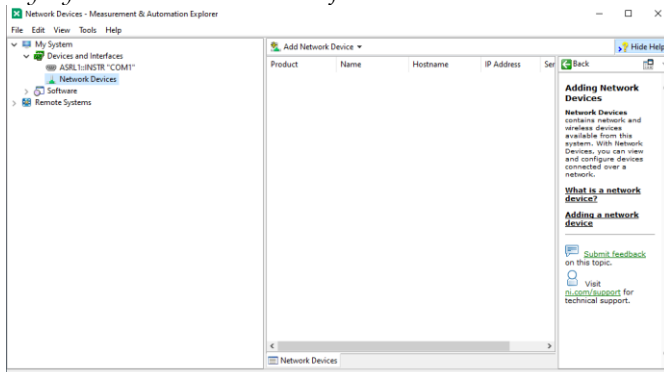 Network Devices - Measurement & Automation Explorer
File Edit View Tools Help
My System
Devices and Interfaces
ASRL1::INSTR "COM1"
Network Devices
Software
Remote Systems
Add Network Device
Hide Help
Product Name Hostname IP Address Ser
Back
Adding Network
Devices
Network Devices
contains network and
wireless devices
available from this
system. With Network
Devices, you can view
and configure devices
connected over a
network.
What is a network
device?
Adding a network
device
Submit feedback
on this topic.
Visit
ni.com/support for
technical support.
Network Devices